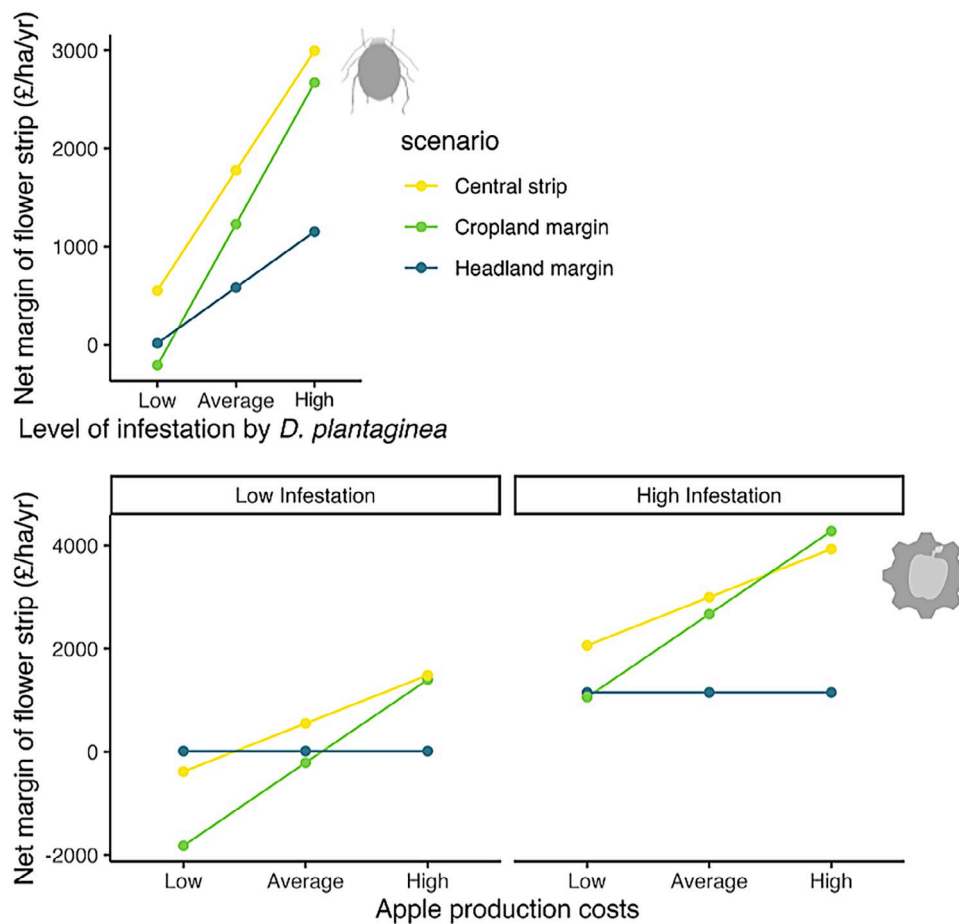 Net margin of flower strip (£/ha/yr)
3000
2000
1000
0
Low
Average
High
Level of infestation by D. plantaginea
scenario
Central strip
Cropland margin
Headland margin
Net margin of flower strip (£/ha/yr)
Low Infestation
High Infestation
4000
2000
0
-2000
Low
Average
High
Low
Average
High
Apple production costs